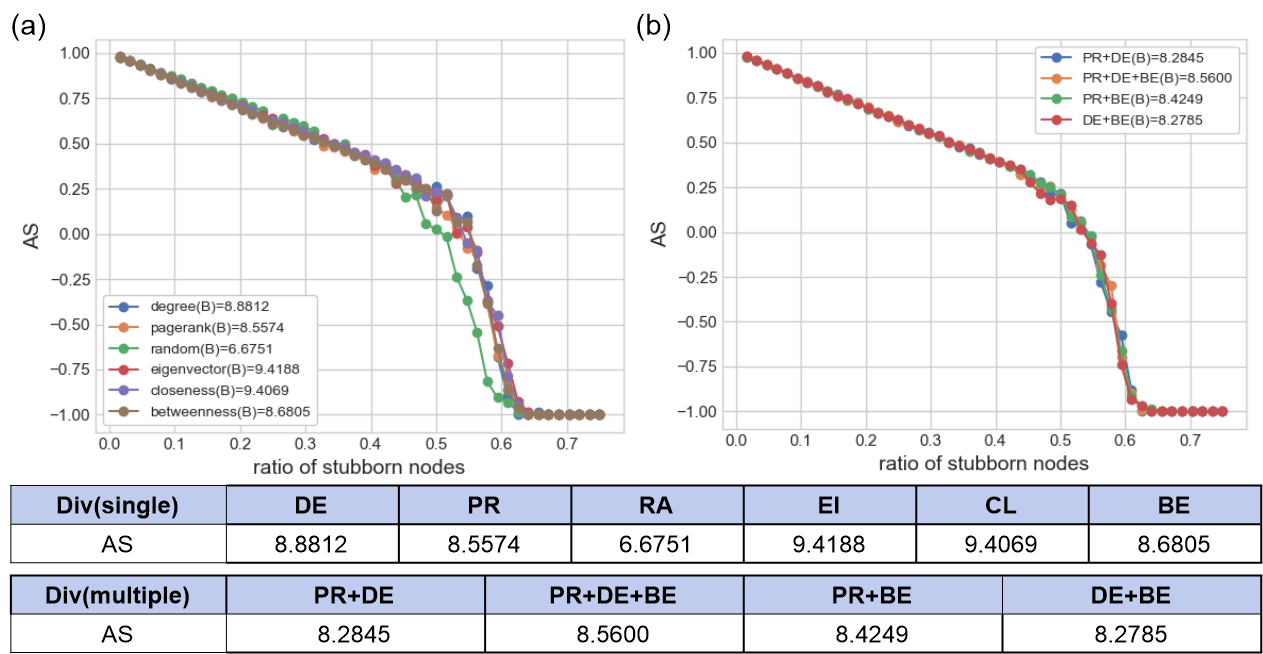 (a)
1.00
0.75
0.50
0.25
0.00
−0.25
−0.50
−0.75
−1.00
AS
degree(B)=8.8812
pagerank(B)=8.5574
random(B)=6.6751
eigenvector(B)=9.4188
closeness(B)=9.4069
betweenness(B)=8.6805
0.0 0.1 0.2 0.3 0.4 0.5 0.6 0.7
ratio of stubborn nodes
(b)
1.00
0.75
0.50
0.25
0.00
−0.25
−0.50
−0.75
−1.00
AS
PR+DE(B)=8.2845
PR+DE+BE(B)=8.5600
PR+BE(B)=8.4249
DE+BE(B)=8.2785
0.0 0.1 0.2 0.3 0.4 0.5 0.6 0.7
ratio of stubborn nodes
Div(single) DE PR RA EI CL BE
AS 8.8812 8.5574 6.6751 9.4188 9.4069 8.6805
Div(multiple) PR+DE PR+DE+BE PR+BE DE+BE
AS 8.2845 8.5600 8.4249 8.2785